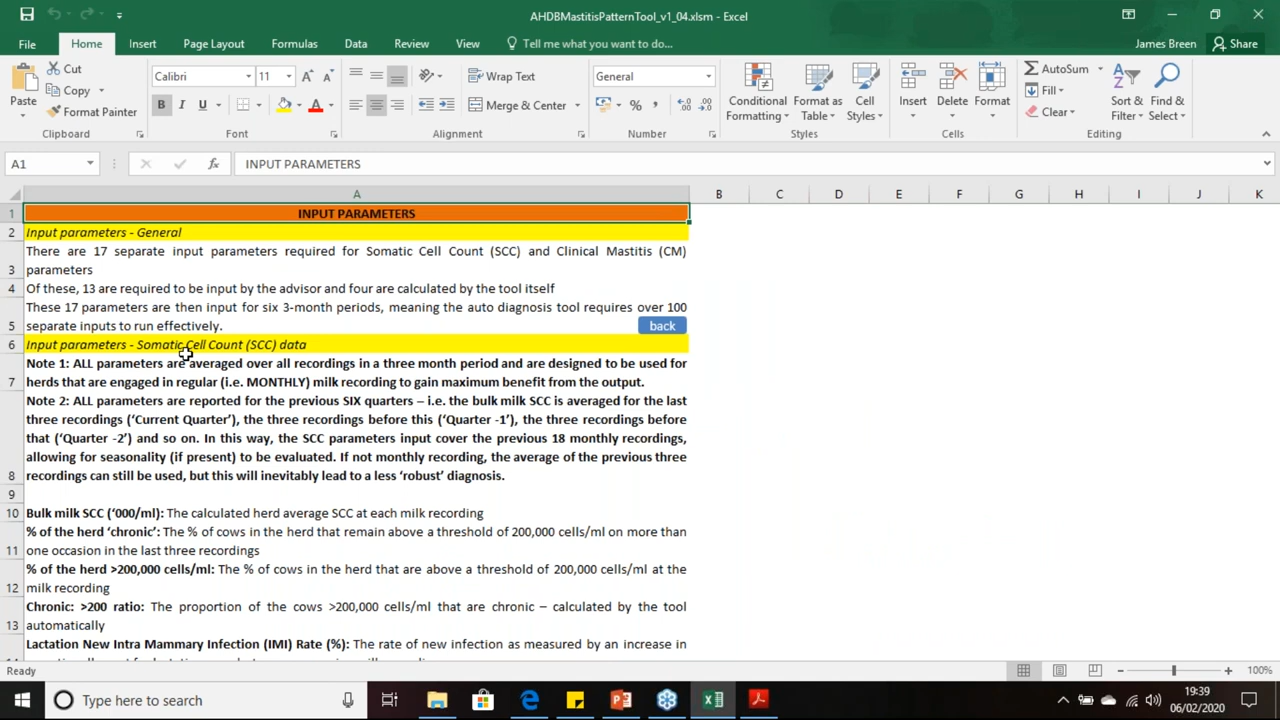 AHDBMastitisPatternTool_v1_04.xlsm - Excel
File Home Insert Page Layout Formulas Data Review View Tell me what you want to do... James Breen Share
Cut
Copy
Format Painter
Paste
Clipboard
Calibri 11
B I U
Font
Wrap Text
Merge & Center
Alignment
General
Number
Conditional Formatting
Format as Table
Cell Styles
Styles
Insert Delete Format
Cells
AutoSum
Fill
Clear
Sort & Filter
Find & Select
Editing
A1 fx INPUT PARAMETERS
A B C D E F G H I J K
1 INPUT PARAMETERS
2 Input parameters - General
There are 17 separate input parameters required for Somatic Cell Count (SCC) and Clinical Mastitis (CM)
3 parameters
4 Of these, 13 are required to be input by the advisor and four are calculated by the tool itself
These 17 parameters are then input for six 3-month periods, meaning the auto diagnosis tool requires over 100
5 separate inputs to run effectively. back
6 Input parameters - Somatic Cell Count (SCC) data
Note 1: ALL parameters are averaged over all recordings in a three month period and are designed to be used for
7 herds that are engaged in regular (i.e. MONTHLY) milk recording to gain maximum benefit from the output.
Note 2: ALL parameters are reported for the previous SIX quarters – i.e. the bulk milk SCC is averaged for the last
three recordings (‘Current Quarter’), the three recordings before this (‘Quarter -1’), the three recordings before
that (‘Quarter -2’) and so on. In this way, the SCC parameters input cover the previous 18 monthly recordings,
allowing for seasonality (if present) to be evaluated. If not monthly recording, the average of the previous three
8 recordings can still be used, but this will inevitably lead to a less ‘robust’ diagnosis.
9
10 Bulk milk SCC (‘000/ml): The calculated herd average SCC at each milk recording
% of the herd ‘chronic’: The % of cows in the herd that remain above a threshold of 200,000 cells/ml on more than
11 one occasion in the last three recordings
% of the herd >200,000 cells/ml: The % of cows in the herd that are above a threshold of 200,000 cells/ml at the
12 milk recording
Chronic: >200 ratio: The proportion of the cows >200,000 cells/ml that are chronic – calculated by the tool
13 automatically
Lactation New Intra Mammary Infection (IMI) Rate (%): The rate of new infection as measured by an increase in
Ready 100%
Type here to search
19:39
06/02/2020